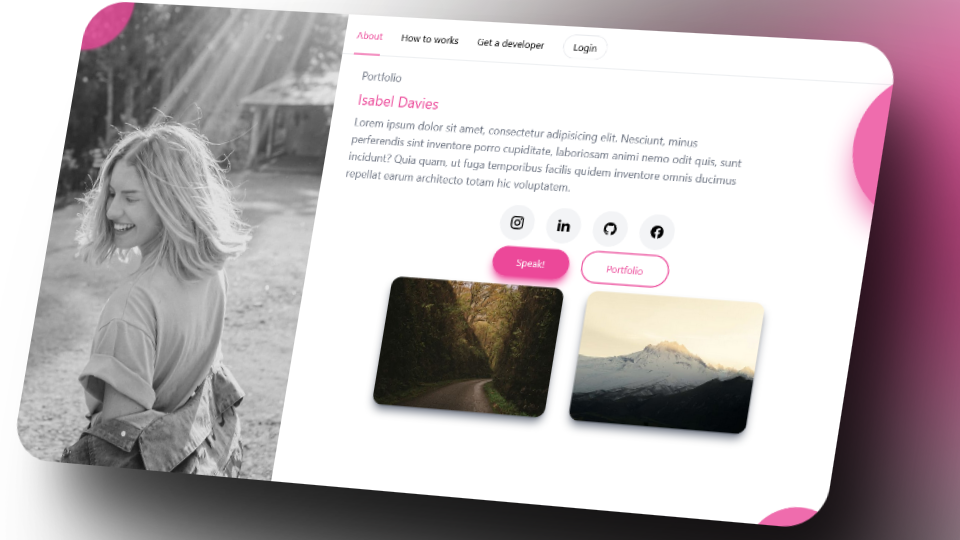 About How to works Get a developer Login
Portfolio
Isabel Davies
Lorem ipsum dolor sit amet, consectetur adipisicing elit. Nesciunt, minus
perferendis sint inventore porro cupiditate, laboriosam animi nemo odit quis, sunt
incidunt? Quia quam, ut fuga temporibus facilis quidem inventore omnis ducimus
repellat earum architecto totam hic voluptatem.
in
Speak! Portfolio